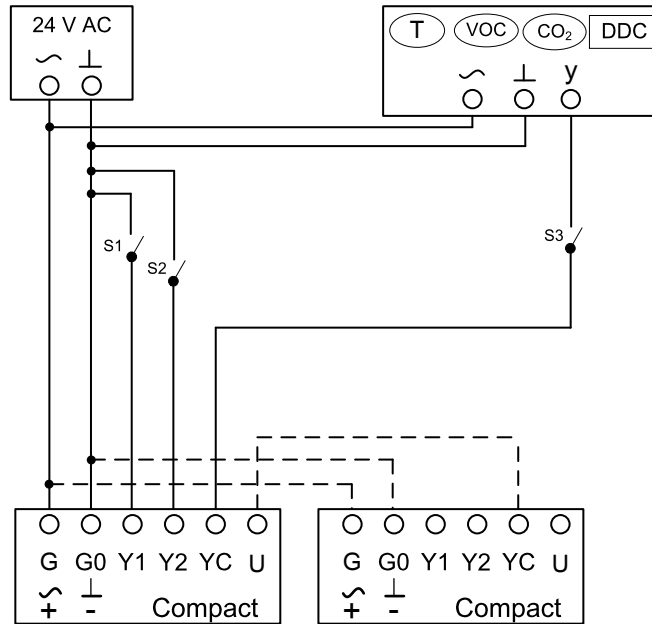 24 V AC
T VOC CO₂ DDC
y
S1
S2
S3
G G0 Y1 Y2 YC U
+ - Compact
G G0 Y1 Y2 YC U
+ - Compact